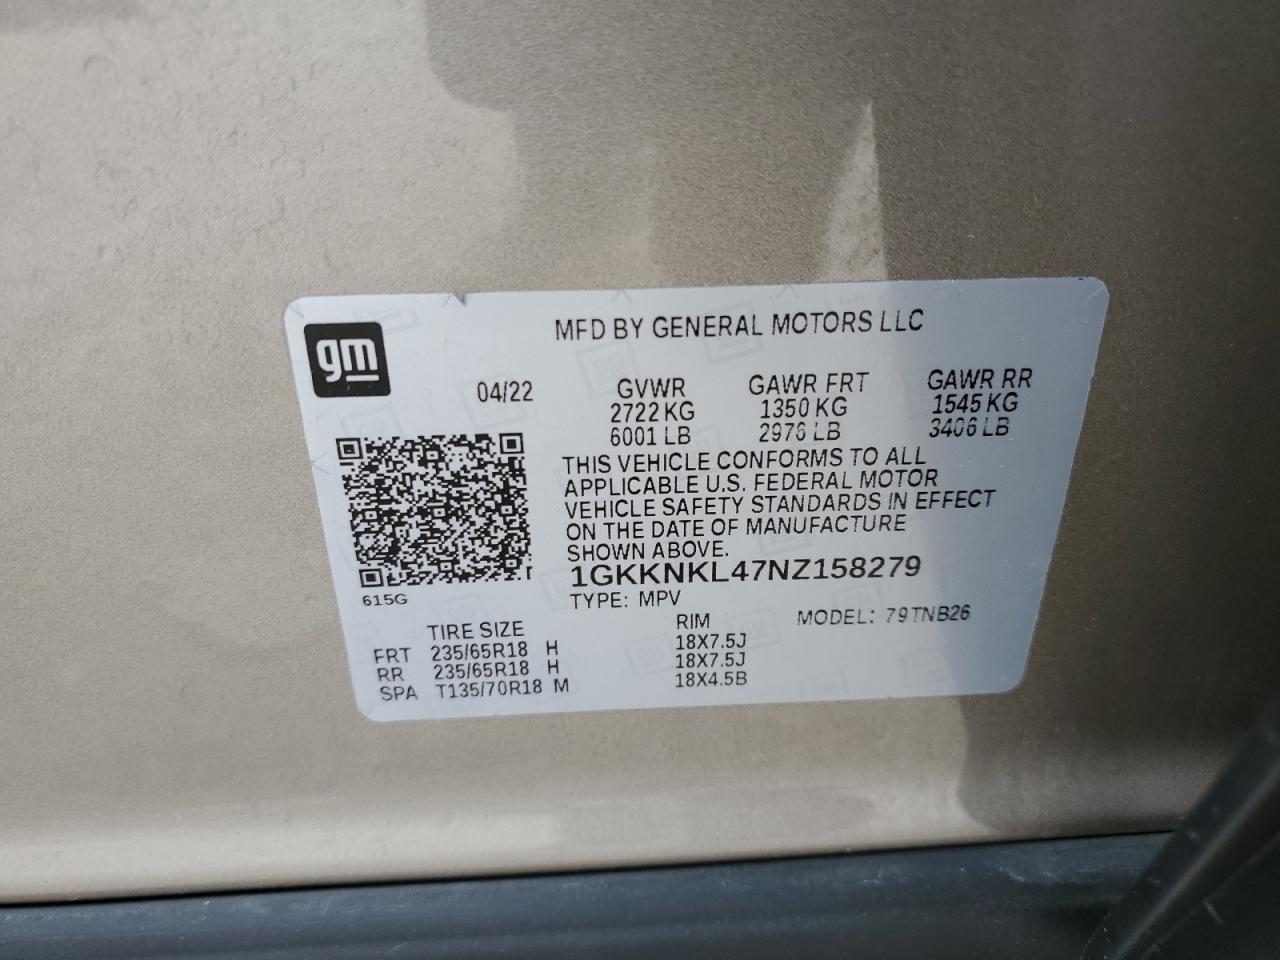 gm
MFD BY GENERAL MOTORS LLC
04/22 GVWR GAWR FRT GAWR RR
2722 KG 1350 KG 1545 KG
6001 LB 2976 LB 3406 LB
THIS VEHICLE CONFORMS TO ALL
APPLICABLE U.S. FEDERAL MOTOR
VEHICLE SAFETY STANDARDS IN EFFECT
ON THE DATE OF MANUFACTURE
SHOWN ABOVE.
1GKKNKL47NZ158279
615G
TYPE: MPV
MODEL: 79TNB26
TIRE SIZE RIM
FRT 235/65R18 H 18X7.5J
RR 235/65R18 H 18X7.5J
SPA T135/70R18 M 18X4.5B